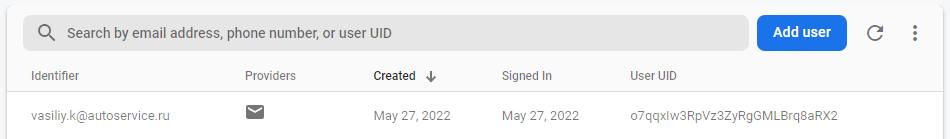 Search by email address, phone number, or user UID
Add user
Identifier Providers Created Signed In User UID
vasiliy.k@autoservice.ru May 27, 2022 May 27, 2022 o7qqxIw3RpVz3ZyRgGMLBrq8aRX2